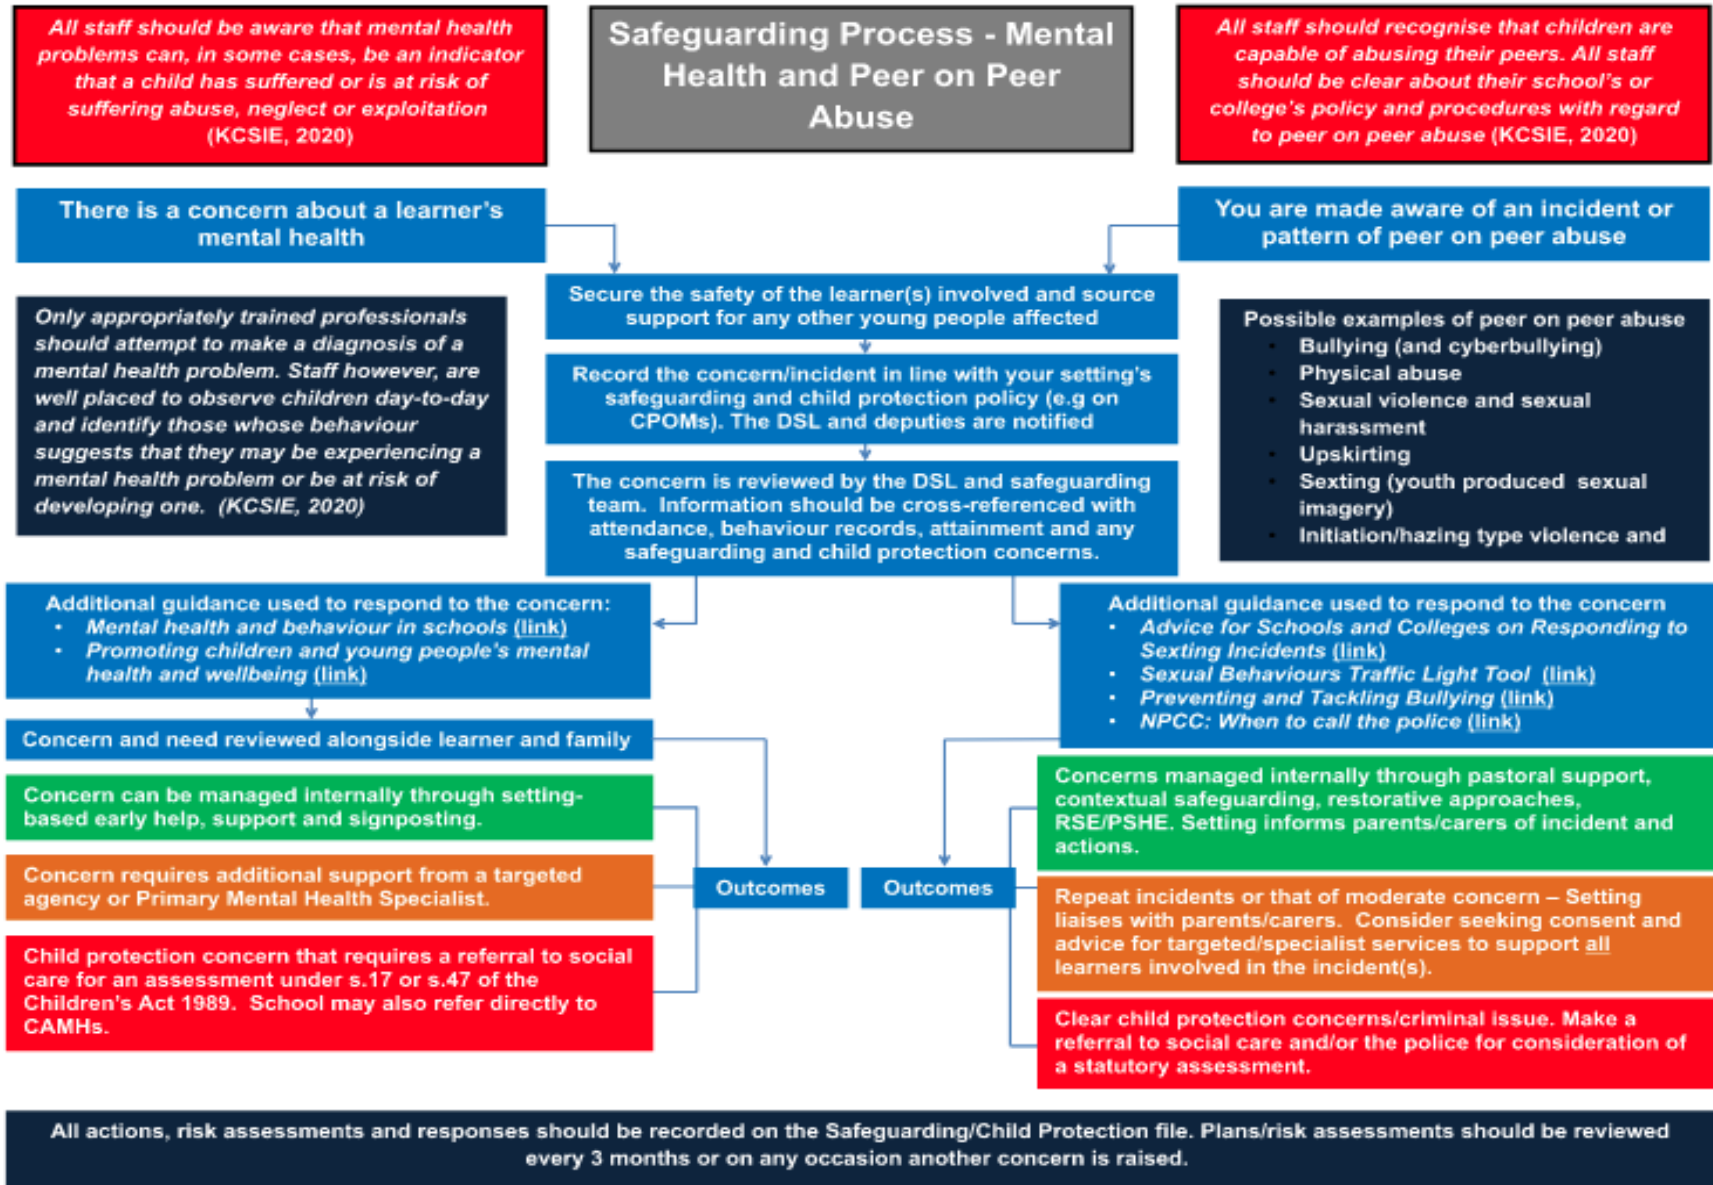 All staff should be aware that mental health
problems can, in some cases, be an indicator
that a child has suffered or is at risk of
suffering abuse, neglect or exploitation
(KCSIE, 2020)
Safeguarding Process - Mental
Health and Peer on Peer
Abuse
All staff should recognise that children are
capable of abusing their peers. All staff
should be clear about their school's or
college's policy and procedures with regard
to peer on peer abuse (KCSIE, 2020)
There is a concern about a learner's
mental health
You are made aware of an incident or
pattern of peer on peer abuse
Secure the safety of the learner(s) involved and source
support for any other young people affected
Only appropriately trained professionals
should attempt to make a diagnosis of a
mental health problem. Staff however, are
well placed to observe children day-to-day
and identify those whose behaviour
suggests that they may be experiencing a
mental health problem or be at risk of
developing one. (KCSIE, 2020)
Record the concern/incident in line with your setting's
safeguarding and child protection policy (e.g on
CPOMs). The DSL and deputies are notified
Possible examples of peer on peer abuse
• Bullying (and cyberbullying)
• Physical abuse
• Sexual violence and sexual
harassment
• Upskirting
• Sexting (youth produced sexual
imagery)
• Initiation/hazing type violence and
The concern is reviewed by the DSL and safeguarding
team. Information should be cross-referenced with
attendance, behaviour records, attainment and any
safeguarding and child protection concerns.
Additional guidance used to respond to the concern:
• Mental health and behaviour in schools (link)
• Promoting children and young people's mental
health and wellbeing (link)
Additional guidance used to respond to the concern
• Advice for Schools and Colleges on Responding to
Sexting Incidents (link)
• Sexual Behaviours Traffic Light Tool (link)
• Preventing and Tackling Bullying (link)
• NPCC: When to call the police (link)
Concern and need reviewed alongside learner and family
Concern can be managed internally through setting-
based early help, support and signposting.
Concern requires additional support from a targeted
agency or Primary Mental Health Specialist.
Child protection concern that requires a referral to social
care for an assessment under s.17 or s.47 of the
Children's Act 1989. School may also refer directly to
CAMHs.
Outcomes
Outcomes
Concerns managed internally through pastoral support,
contextual safeguarding, restorative approaches,
RSE/PSHE. Setting informs parents/carers of incident and
actions.
Repeat incidents or that of moderate concern – Setting
liaises with parents/carers. Consider seeking consent and
advice for targeted/specialist services to support all
learners involved in the incident(s).
Clear child protection concerns/criminal issue. Make a
referral to social care and/or the police for consideration of
a statutory assessment.
All actions, risk assessments and responses should be recorded on the Safeguarding/Child Protection file. Plans/risk assessments should be reviewed
every 3 months or on any occasion another concern is raised.